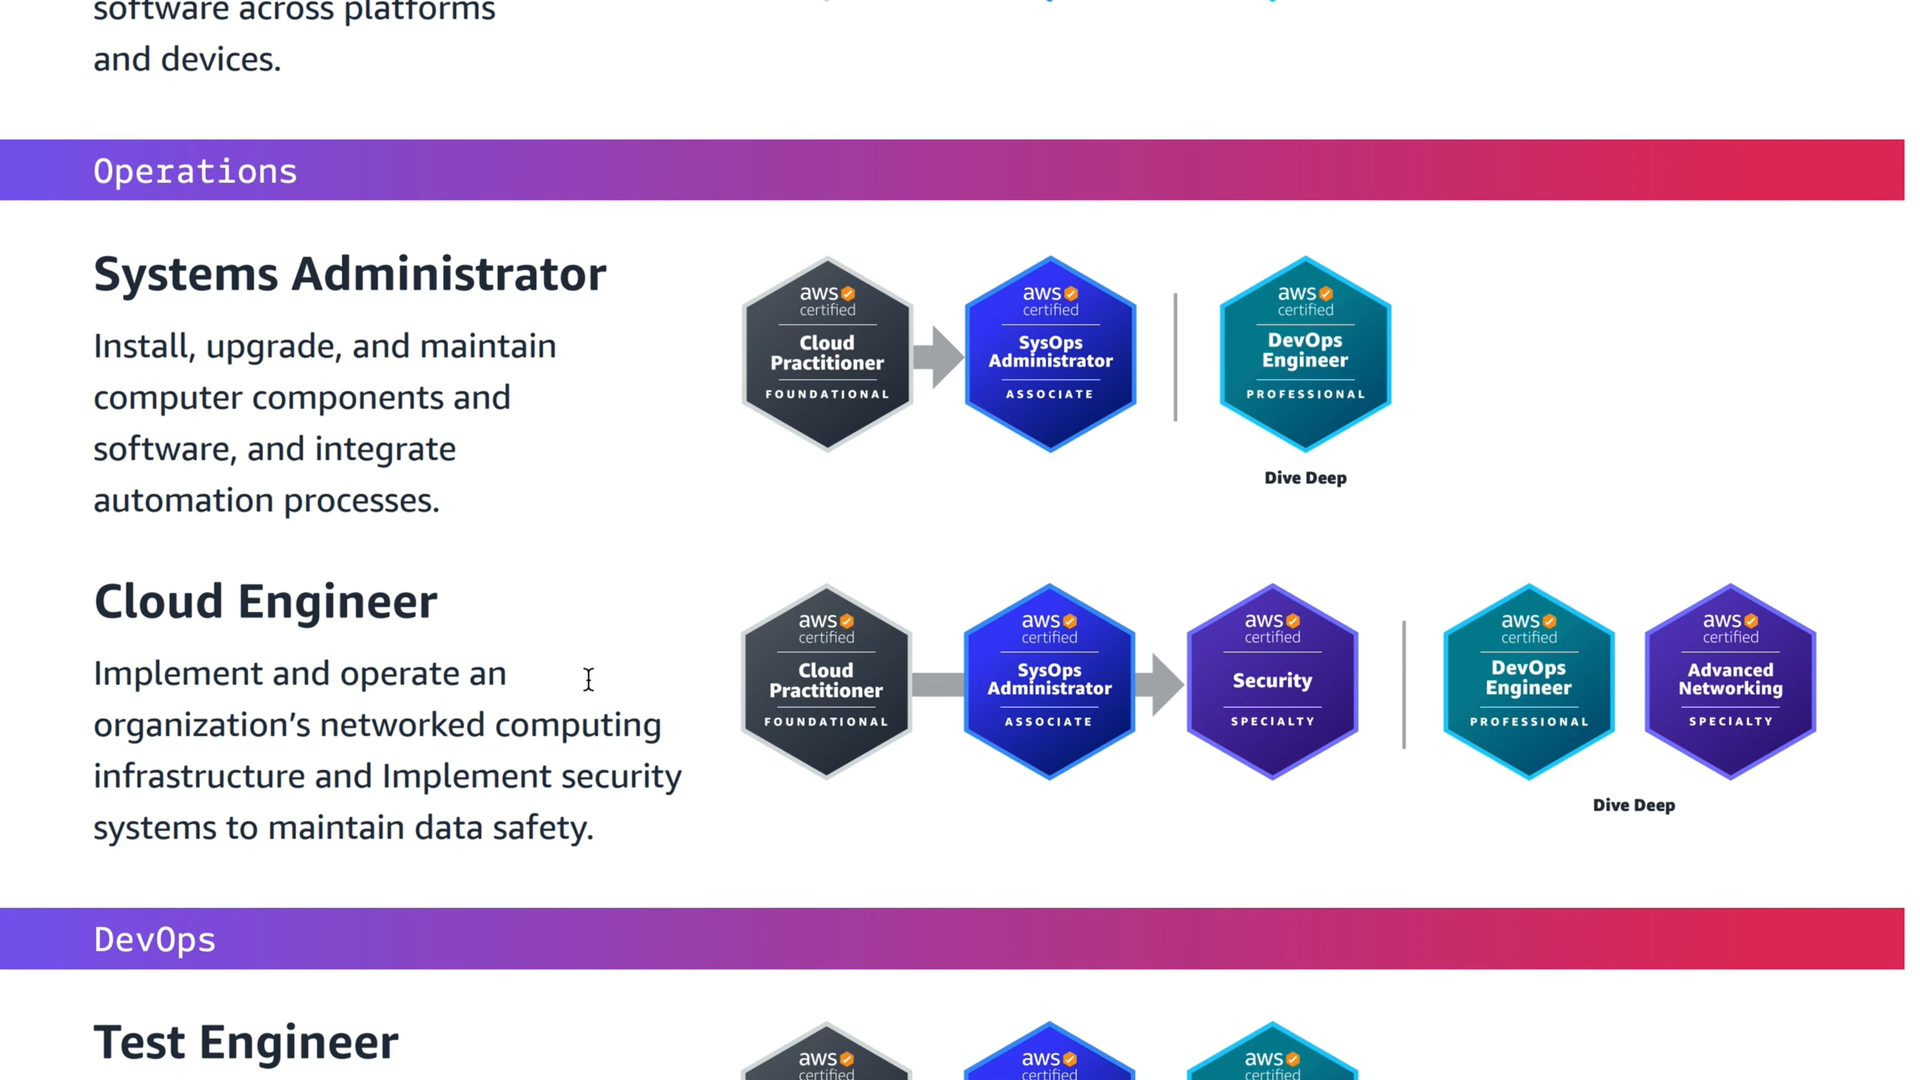 software across platforms
and devices.
Operations
Systems Administrator
Install, upgrade, and maintain
computer components and
software, and integrate
automation processes.
aws
certified
Cloud
Practitioner
FOUNDATIONAL
aws
certified
SysOps
Administrator
ASSOCIATE
aws
certified
DevOps
Engineer
PROFESSIONAL
Dive Deep
Cloud Engineer
Implement and operate an
organization’s networked computing
infrastructure and Implement security
systems to maintain data safety.
aws
certified
Cloud
Practitioner
FOUNDATIONAL
aws
certified
SysOps
Administrator
ASSOCIATE
aws
certified
Security
SPECIALTY
aws
certified
DevOps
Engineer
PROFESSIONAL
aws
certified
Advanced
Networking
SPECIALTY
Dive Deep
DevOps
Test Engineer
aws
certified
aws
certified
aws
certified